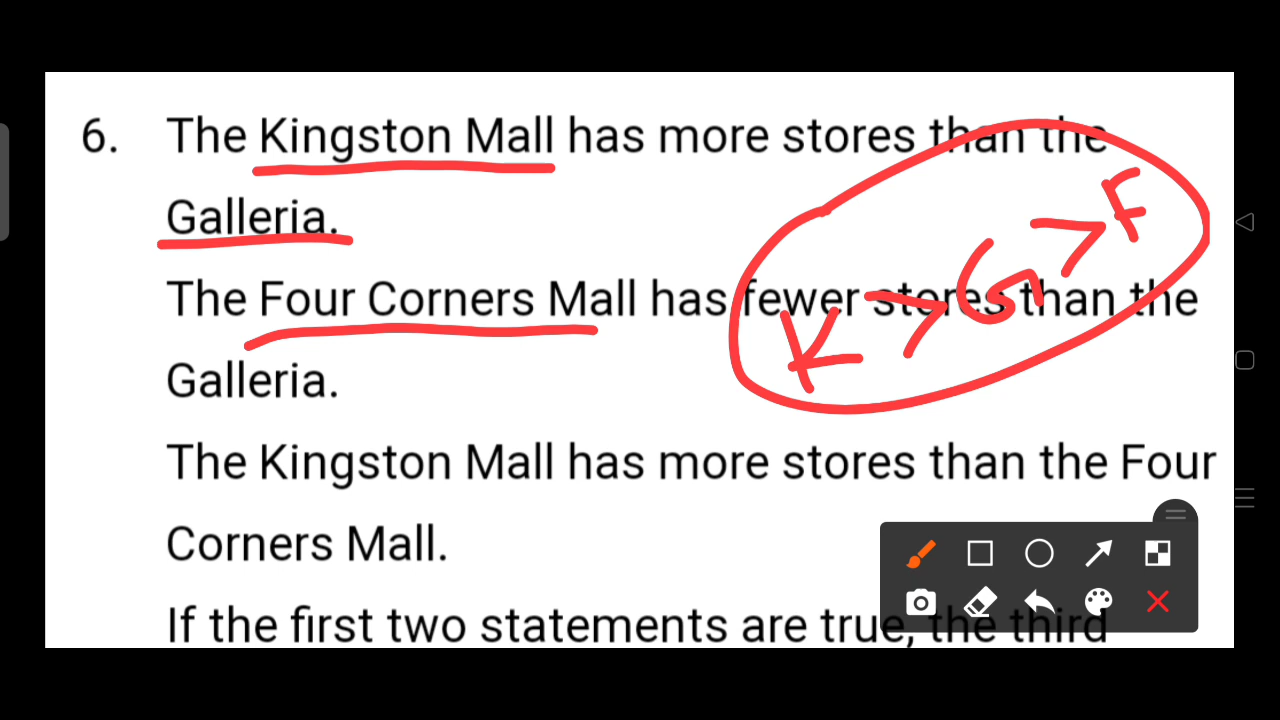 6. The Kingston Mall has more stores than the
Galleria.
The Four Corners Mall has fewer stores than the
Galleria.
K > G > F
The Kingston Mall has more stores than the Four
Corners Mall.
If the first two statements are true, the third